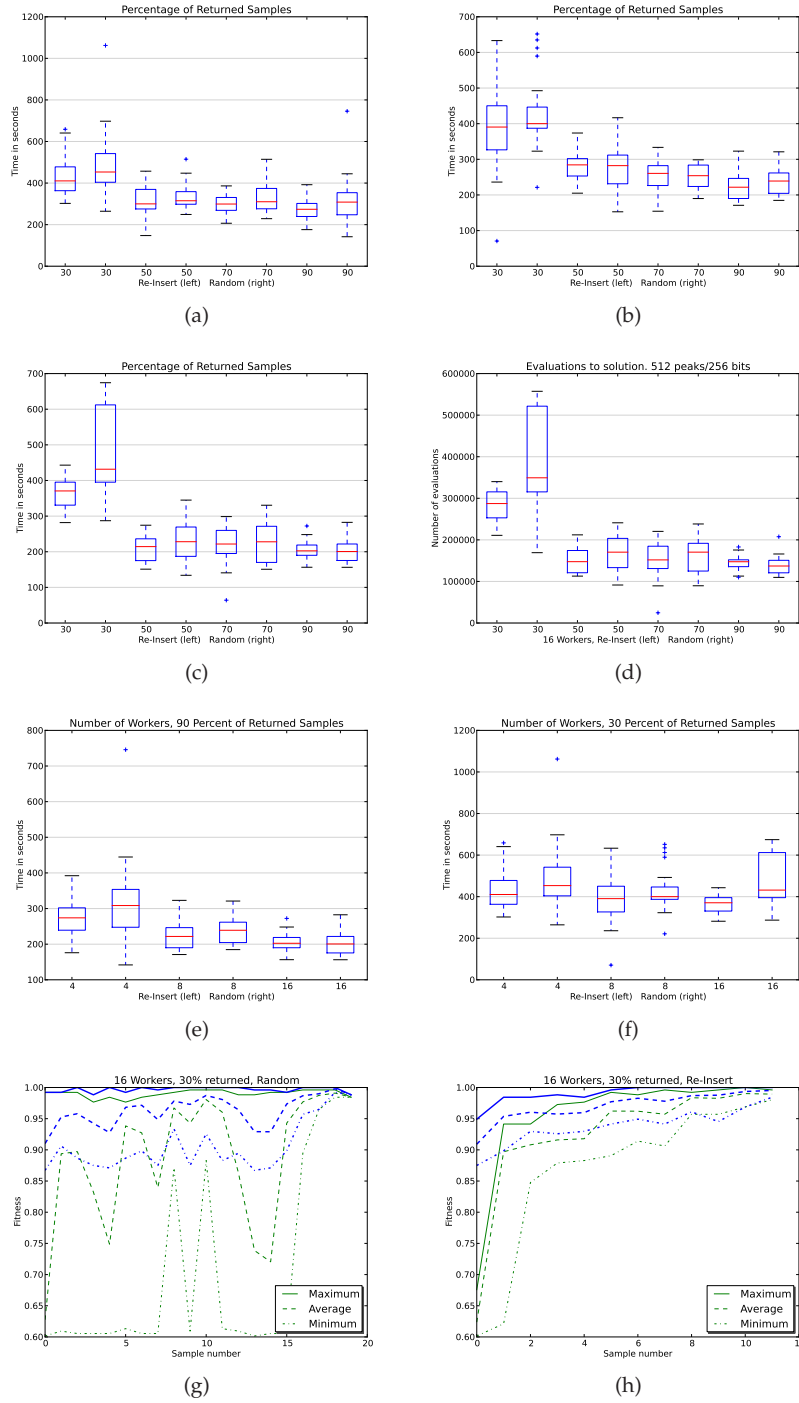 Percentage of Returned Samples
1200
1000
800
600
400
200
0
Time in seconds
30 30 50 50 70 70 90 90
Re-Insert (left) Random (right)
(a)
Percentage of Returned Samples
700
600
500
400
300
200
100
0
Time in seconds
30 30 50 50 70 70 90 90
Re-Insert (left) Random (right)
(b)
Percentage of Returned Samples
700
600
500
400
300
200
100
0
Time in seconds
30 30 50 50 70 70 90 90
Re-Insert (left) Random (right)
(c)
Evaluations to solution. 512 peaks/256 bits
600000
500000
400000
300000
200000
100000
0
Number of evaluations
30 30 50 50 70 70 90 90
16 Workers, Re-Insert (left) Random (right)
(d)
Number of Workers, 90 Percent of Returned Samples
800
700
600
500
400
300
200
100
Time in seconds
4 4 8 8 16 16
Re-Insert (left) Random (right)
(e)
Number of Workers, 30 Percent of Returned Samples
1200
1000
800
600
400
200
0
Time in seconds
4 4 8 8 16 16
Re-Insert (left) Random (right)
(f)
16 Workers, 30% returned, Random
1.00
0.95
0.90
0.85
0.80
0.75
0.70
0.65
0.60
Fitness
Maximum
Average
Minimum
0 5 10 15 20
Sample number
(g)
16 Workers, 30% returned, Re-Insert
1.00
0.95
0.90
0.85
0.80
0.75
0.70
0.65
0.60
Fitness
Maximum
Average
Minimum
0 2 4 6 8 10
Sample number
(h)